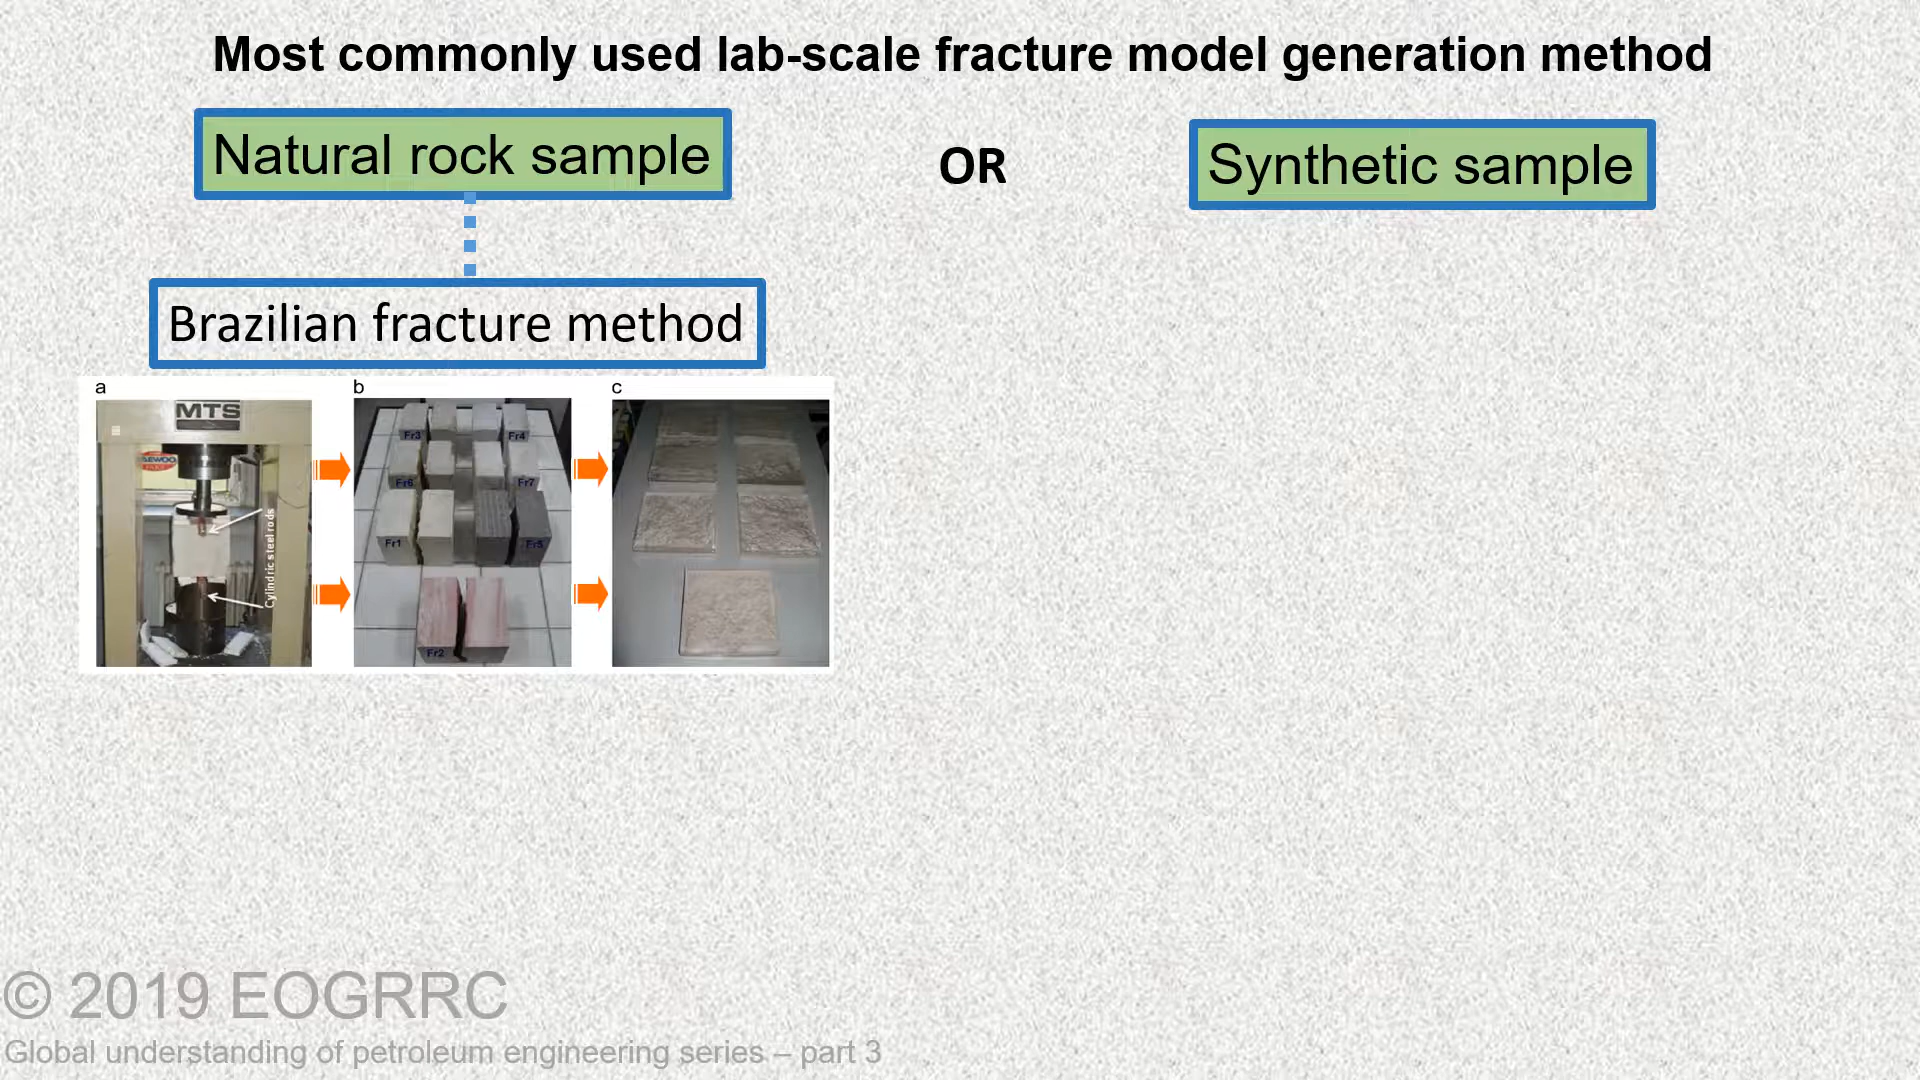 Most commonly used lab-scale fracture model generation method
Natural rock sample
OR
Synthetic sample
Brazilian fracture method
a
b
c
MTS
DAEWOO
Cylindric steel rods
Fr3
Fr4
Fr6
Fr7
Fr1
Fr5
Fr2
© 2019 EOGRRC
Global understanding of petroleum engineering series – part 3